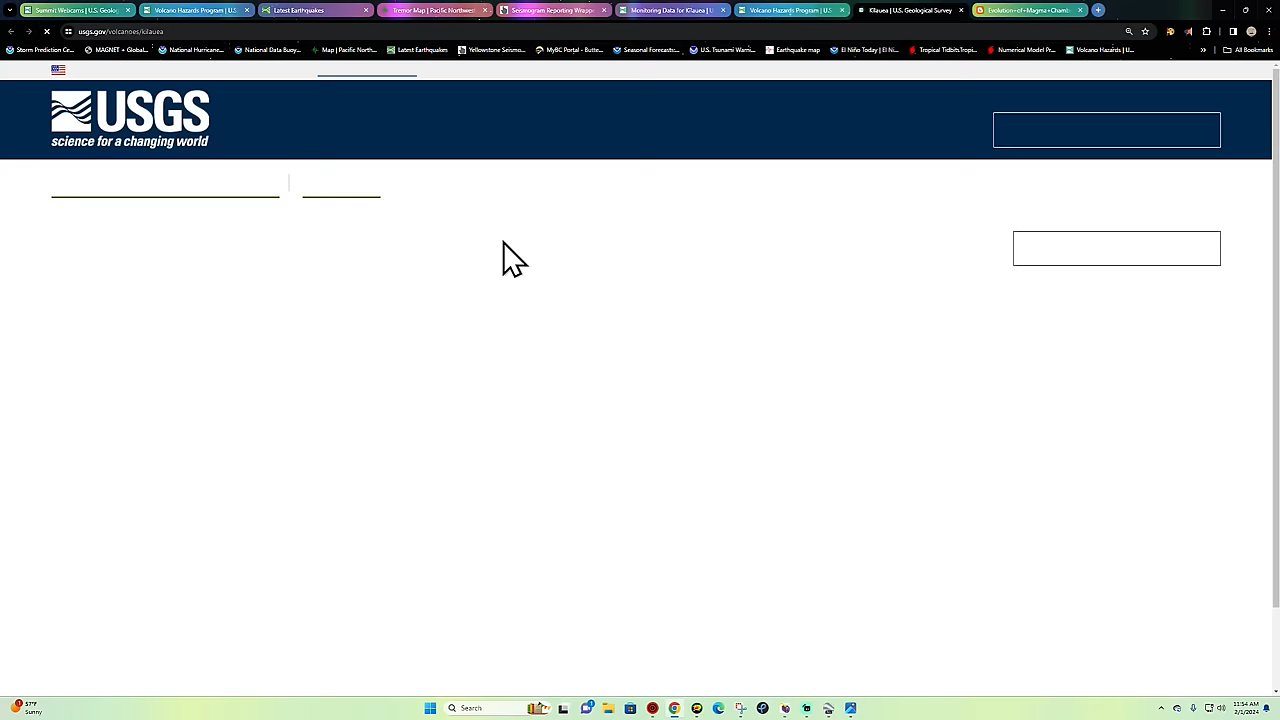 Summit Webcams | U.S. Geolog
Volcano Hazards Program | U.S
Latest Earthquakes
Tremor Map | Pacific Northwest
Seismogram Reporting Wrapp
Monitoring Data for Kīlauea | U
Volcano Hazards Program | U.S
Kīlauea | U.S. Geological Survey
Evolution+of+Magma+Chamb
usgs.gov/volcanoes/kilauea
Storm Prediction Ce...
MAGNET + Global...
National Hurricane...
National Data Buoy...
Map | Pacific North...
Latest Earthquakes
Yellowstone Seismo...
MyBC Portal - Butte...
Seasonal Forecasts:...
U.S. Tsunami Warni...
Earthquake map
El Niño Today | El Ni...
Tropical TidbitsTropi...
Numerical Model Pr...
Volcano Hazards | U...
All Bookmarks
USGS
science for a changing world
57°F
Sunny
Search
11:54 AM
2/1/2024